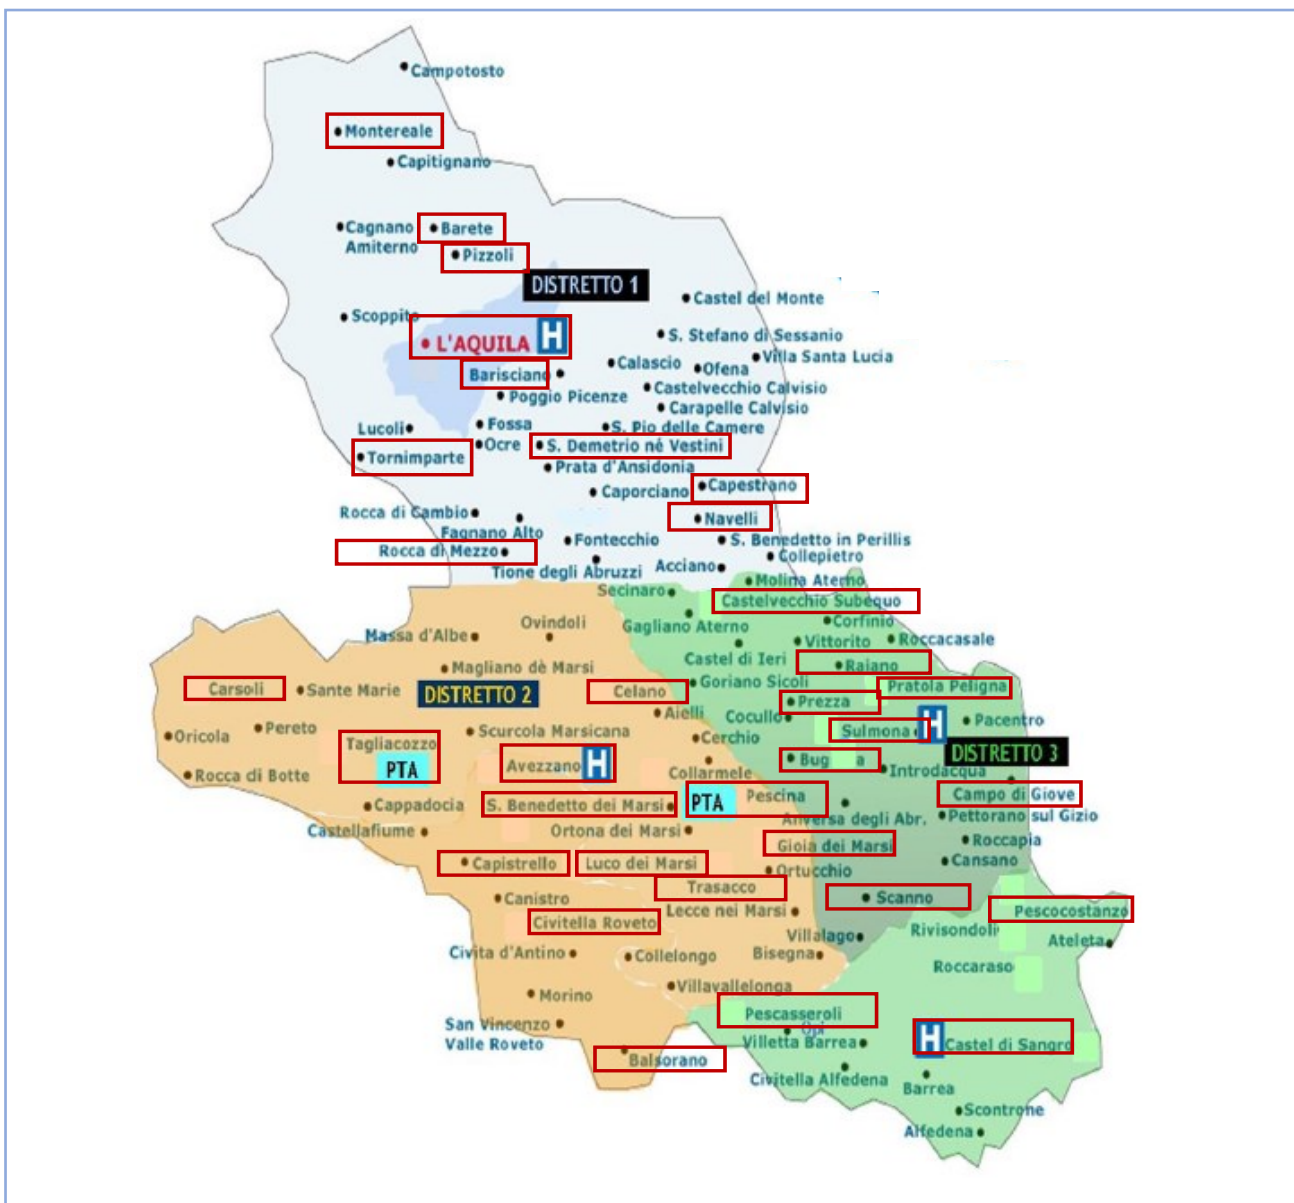 Campotosto
Montereale
Capitignano
Cagnano
Amiterno
Barete
Pizzoli
DISTRETTO 1
Castel del Monte
Scoppito
L'AQUILA H
S. Stefano di Sessanio
Villa Santa Lucia
Calascio
Ofena
Barisciano
Castelvecchio Calvisio
Poggio Picenze
Carapelle Calvisio
Lucoli
Fossa
S. Pio delle Camere
Ocre
S. Demetrio né Vestini
Tornimparte
Prata d'Ansidonia
Caporciano
Capestrano
Rocca di Cambio
Navelli
Fagnano Alto
Fontecchio
S. Benedetto in Perillis
Rocca di Mezzo
Collepietro
Tione degli Abruzzi
Acciano
Molina Aterno
Secinaro
Castelvecchio Subequo
Gagliano Aterno
Corfinio
Massa d'Albe
Ovindoli
Vittorito
Roccacasale
Castel di Ieri
Magliano dè Marsi
Raiano
Goriano Sicoli
Pratola Peligna
Carsoli
Sante Marie
DISTRETTO 2
Celano
Prezza
Aielli
Cocullo
Pacentro
Oricola
Pereto
Scurcola Marsicana
Cerchio
Sulmona H
Tagliacozzo
PTA
DISTRETTO 3
Avezzano H
Bug a
Rocca di Botte
Collarmele
Introdacqua
Cappadocia
S. Benedetto dei Marsi
PTA Pescina
Campo di Giove
Anversa degli Abr.
Pettorano sul Gizio
Castellafiume
Ortona dei Marsi
Gioia dei Marsi
Roccapia
Capistrello
Luco dei Marsi
Ortucchio
Cansano
Trasacco
Canistro
Scanno
Lecce nei Marsi
Pescocostanzo
Civitella Roveto
Villalago
Rivisondoli
Ateleta
Civita d'Antino
Collelongo
Bisegna
Roccaraso
Morino
Villavallelonga
Pescasseroli
San Vincenzo
Valle Roveto
Opi
Villetta Barrea
H Castel di Sangro
Balsorano
Civitella Alfedena
Barrea
Scontrone
Alfedena